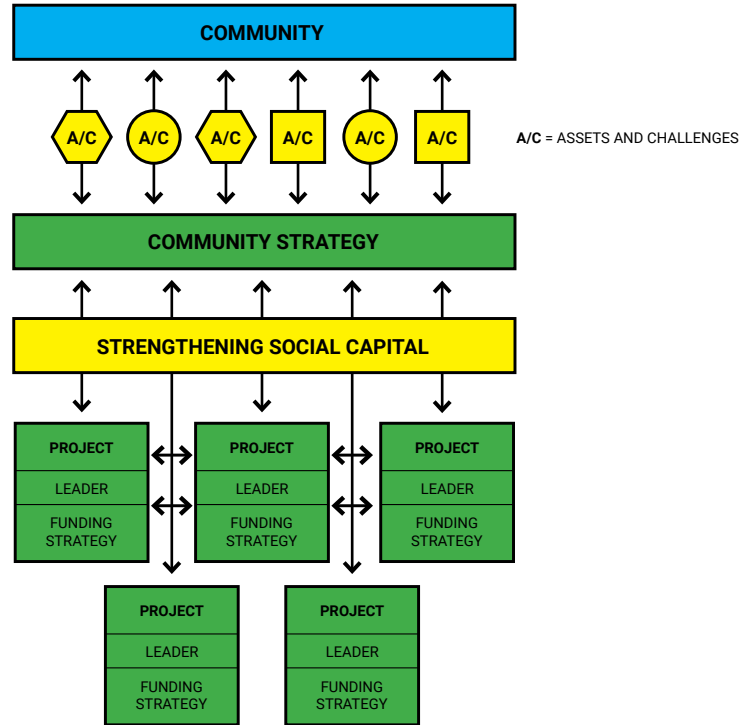 COMMUNITY
A/C
A/C
A/C
A/C
A/C
A/C
A/C = ASSETS AND CHALLENGES
COMMUNITY STRATEGY
STRENGTHENING SOCIAL CAPITAL
PROJECT
LEADER
FUNDING
STRATEGY
PROJECT
LEADER
FUNDING
STRATEGY
PROJECT
LEADER
FUNDING
STRATEGY
PROJECT
LEADER
FUNDING
STRATEGY
PROJECT
LEADER
FUNDING
STRATEGY